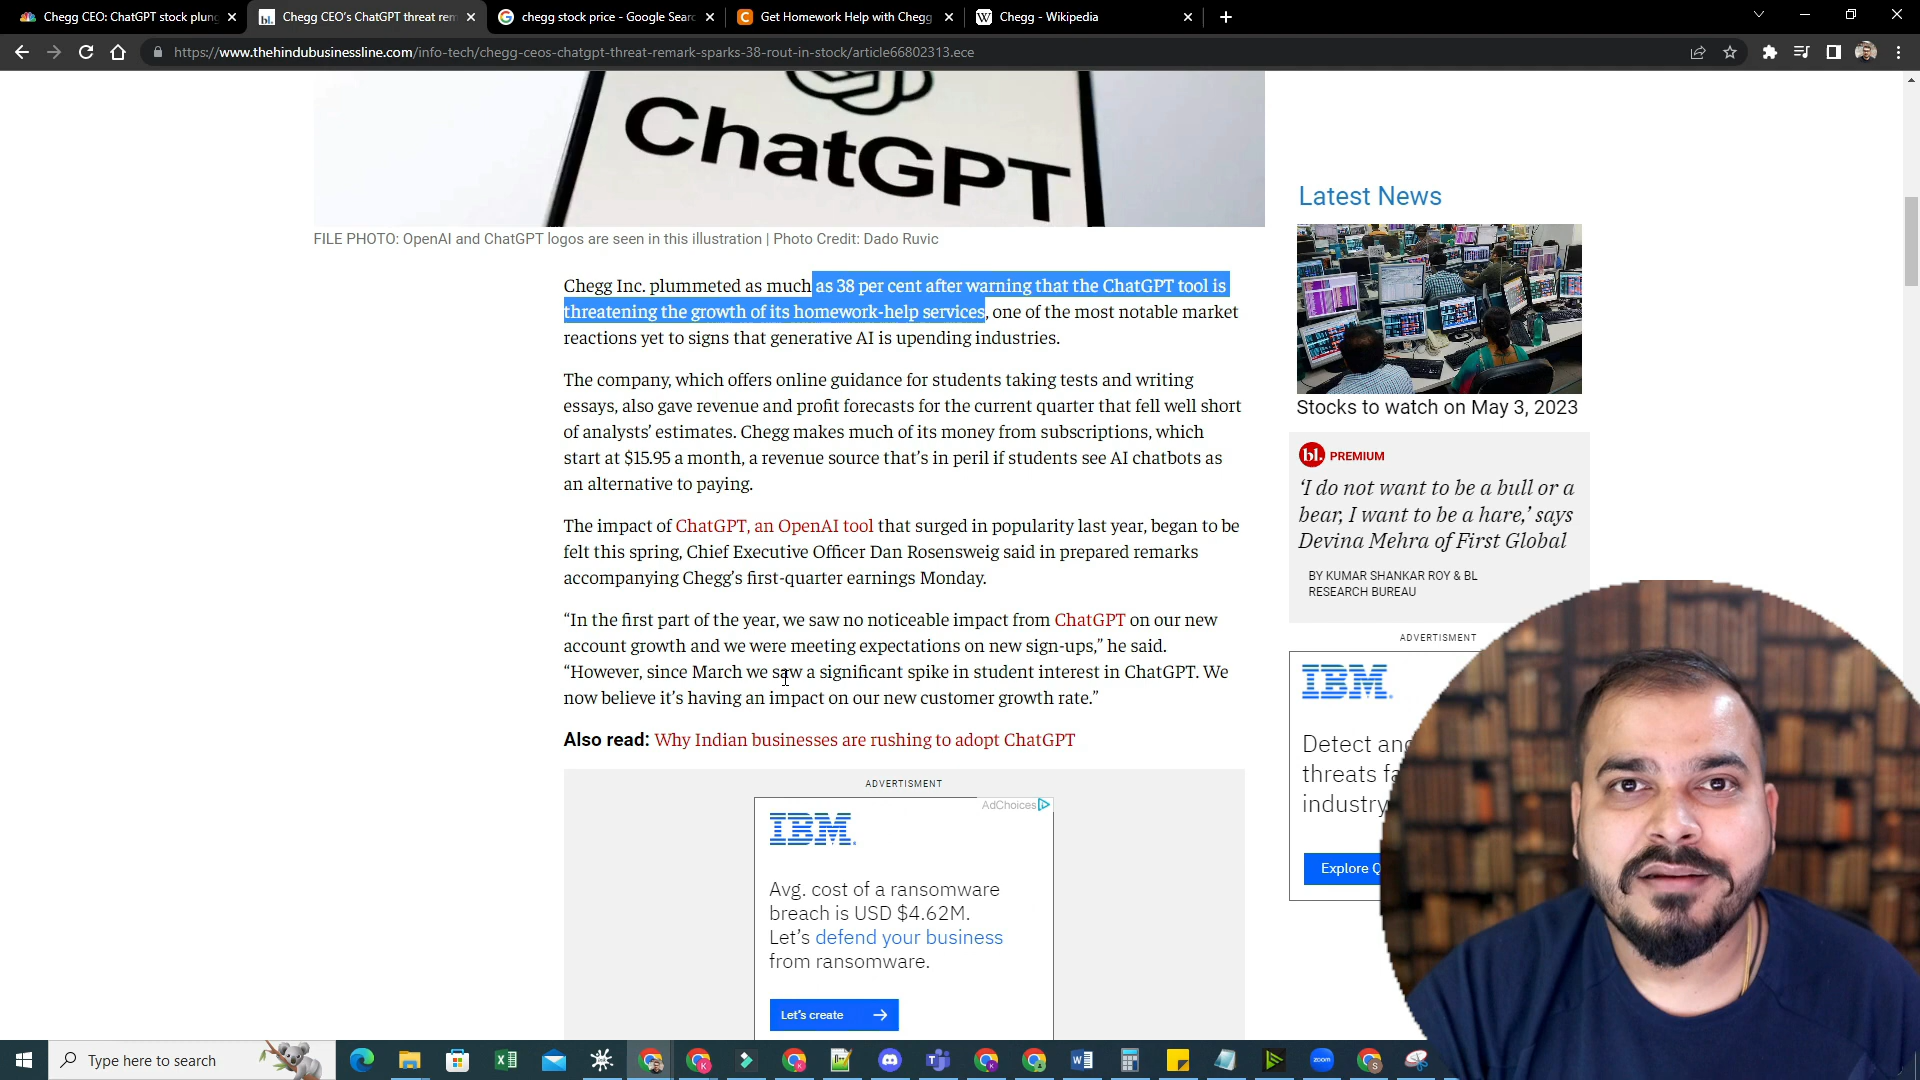 Chegg CEO: ChatGPT stock plung
Chegg CEO's ChatGPT threat rem
chegg stock price - Google Searc
Get Homework Help with Chegg
Chegg - Wikipedia
https://www.thehindubusinessline.com/info-tech/chegg-ceos-chatgpt-threat-remark-sparks-38-rout-in-stock/article66802313.ece
ChatGPT
FILE PHOTO: OpenAI and ChatGPT logos are seen in this illustration | Photo Credit: Dado Ruvic
Chegg Inc. plummeted as much as 38 per cent after warning that the ChatGPT tool is
threatening the growth of its homework-help services, one of the most notable market
reactions yet to signs that generative AI is upending industries.
The company, which offers online guidance for students taking tests and writing
essays, also gave revenue and profit forecasts for the current quarter that fell well short
of analysts' estimates. Chegg makes much of its money from subscriptions, which
start at $15.95 a month, a revenue source that's in peril if students see AI chatbots as
an alternative to paying.
The impact of ChatGPT, an OpenAI tool that surged in popularity last year, began to be
felt this spring, Chief Executive Officer Dan Rosensweig said in prepared remarks
accompanying Chegg's first-quarter earnings Monday.
“In the first part of the year, we saw no noticeable impact from ChatGPT on our new
account growth and we were meeting expectations on new sign-ups,” he said.
“However, since March we saw a significant spike in student interest in ChatGPT. We
now believe it's having an impact on our new customer growth rate.”
Also read: Why Indian businesses are rushing to adopt ChatGPT
ADVERTISMENT
AdChoices
IBM
Avg. cost of a ransomware
breach is USD $4.62M.
Let's defend your business
from ransomware.
Let's create
Latest News
Stocks to watch on May 3, 2023
bl. PREMIUM
‘I do not want to be a bull or a
bear, I want to be a hare,’ says
Devina Mehra of First Global
BY KUMAR SHANKAR ROY & BL
RESEARCH BUREAU
ADVERTISMENT
IBM
Detect and
threats fa
industry
Explore Q
Type here to search
zoom